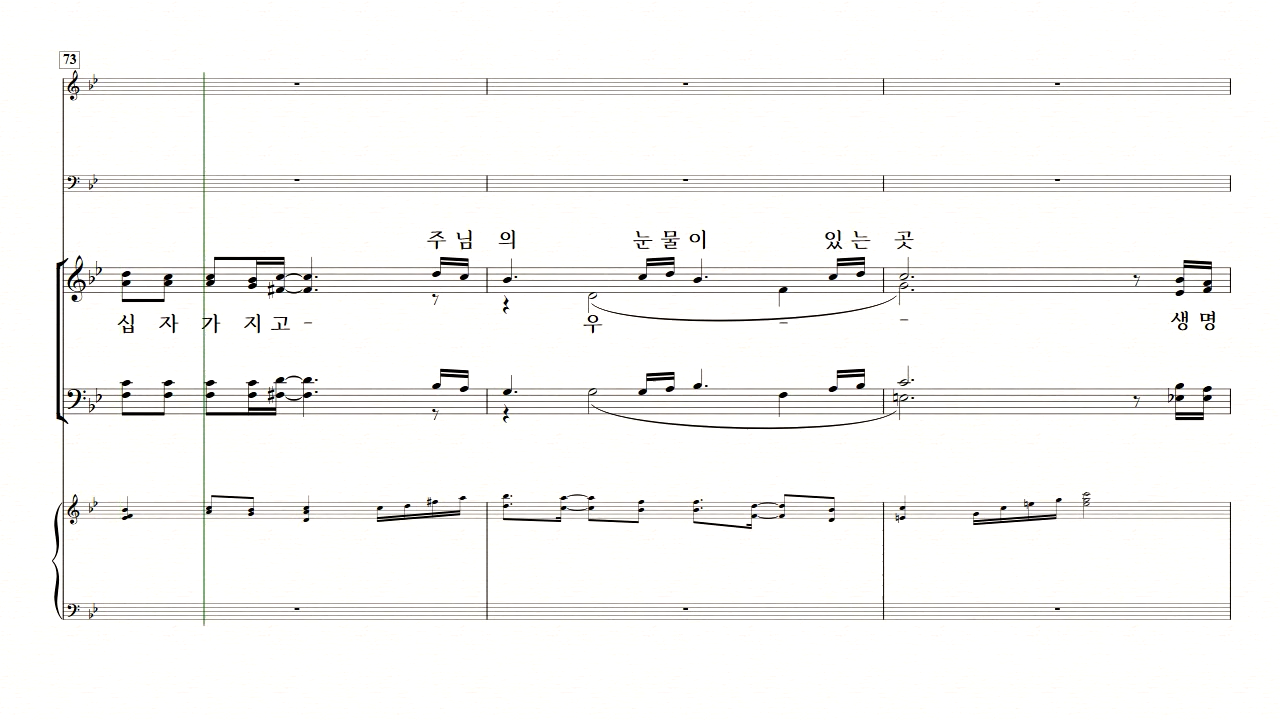 73
주님 의 눈물이 있는 곳
십 자 가 지고- 우 - - 생명